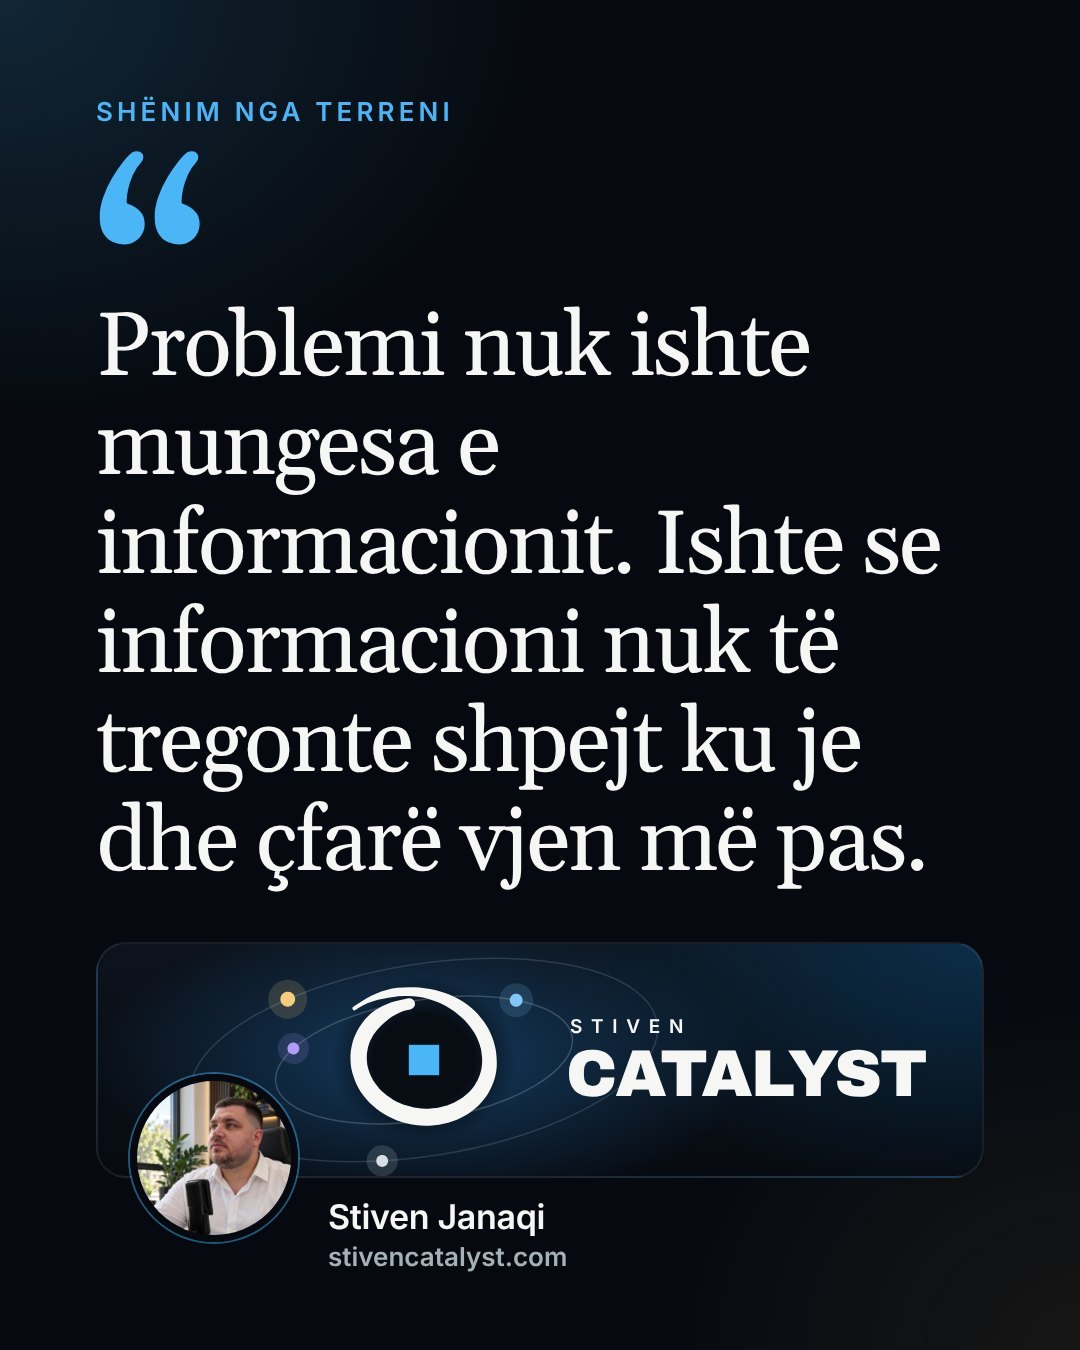 SHËNIM NGA TERRENI
“
Problemi nuk ishte
mungesa e
informacionit. Ishte se
informacioni nuk të
tregonte shpejt ku je
dhe çfarë vjen më pas.
STIVEN
CATALYST
Stiven Janaqi
stivencatalyst.com